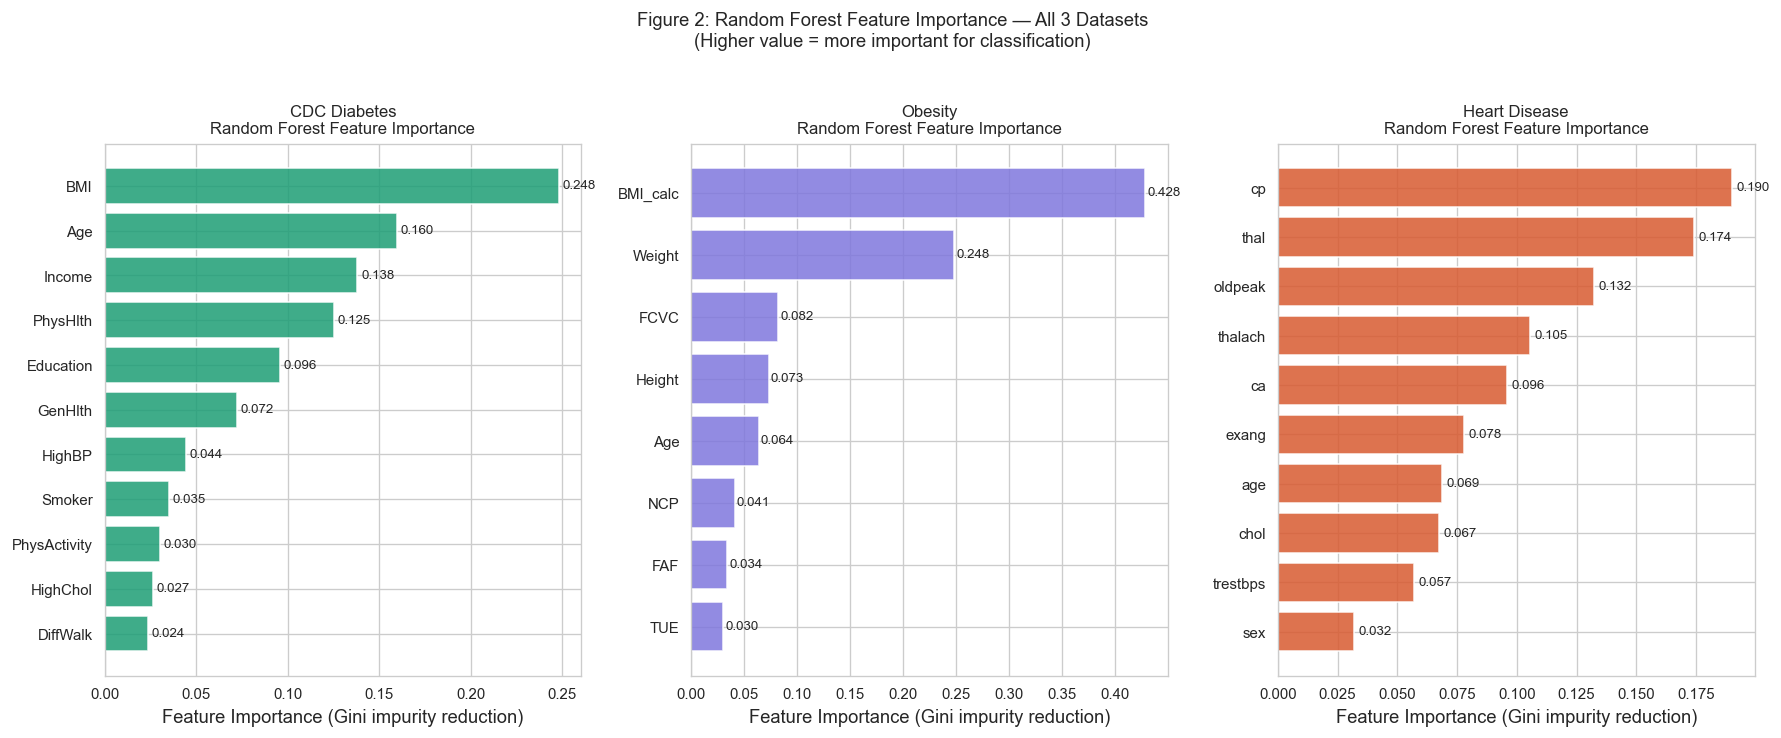 Figure 2: Random Forest Feature Importance — All 3 Datasets
(Higher value = more important for classification)
CDC Diabetes
Random Forest Feature Importance
BMI
0.248
Age
0.160
Income
0.138
PhysHlth
0.125
Education
0.096
GenHlth
0.072
HighBP
0.044
Smoker
0.035
PhysActivity
0.030
HighChol
0.027
DiffWalk
0.024
0.00 0.05 0.10 0.15 0.20 0.25
Feature Importance (Gini impurity reduction)
Obesity
Random Forest Feature Importance
BMI_calc
0.428
Weight
0.248
FCVC
0.082
Height
0.073
Age
0.064
NCP
0.041
FAF
0.034
TUE
0.030
0.00 0.05 0.10 0.15 0.20 0.25 0.30 0.35 0.40
Feature Importance (Gini impurity reduction)
Heart Disease
Random Forest Feature Importance
cp
0.190
thal
0.174
oldpeak
0.132
thalach
0.105
ca
0.096
exang
0.078
age
0.069
chol
0.067
trestbps
0.057
sex
0.032
0.000 0.025 0.050 0.075 0.100 0.125 0.150 0.175
Feature Importance (Gini impurity reduction)